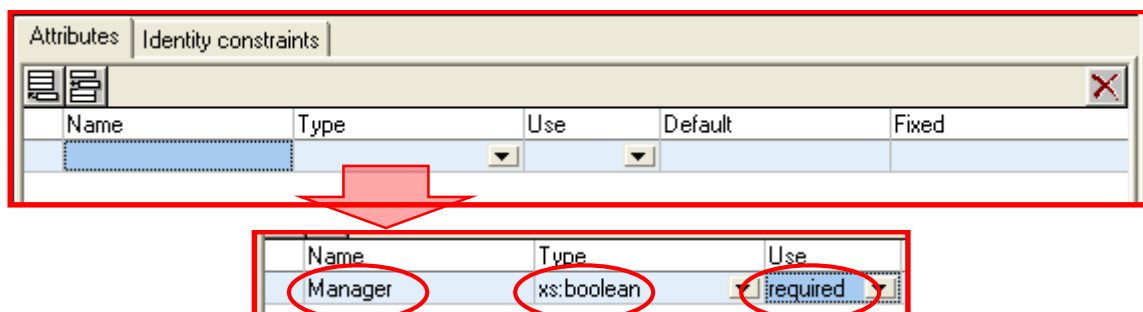 Attributes Identity constraints
Name Type Use Default Fixed
Name Type Use
Manager xs:boolean required